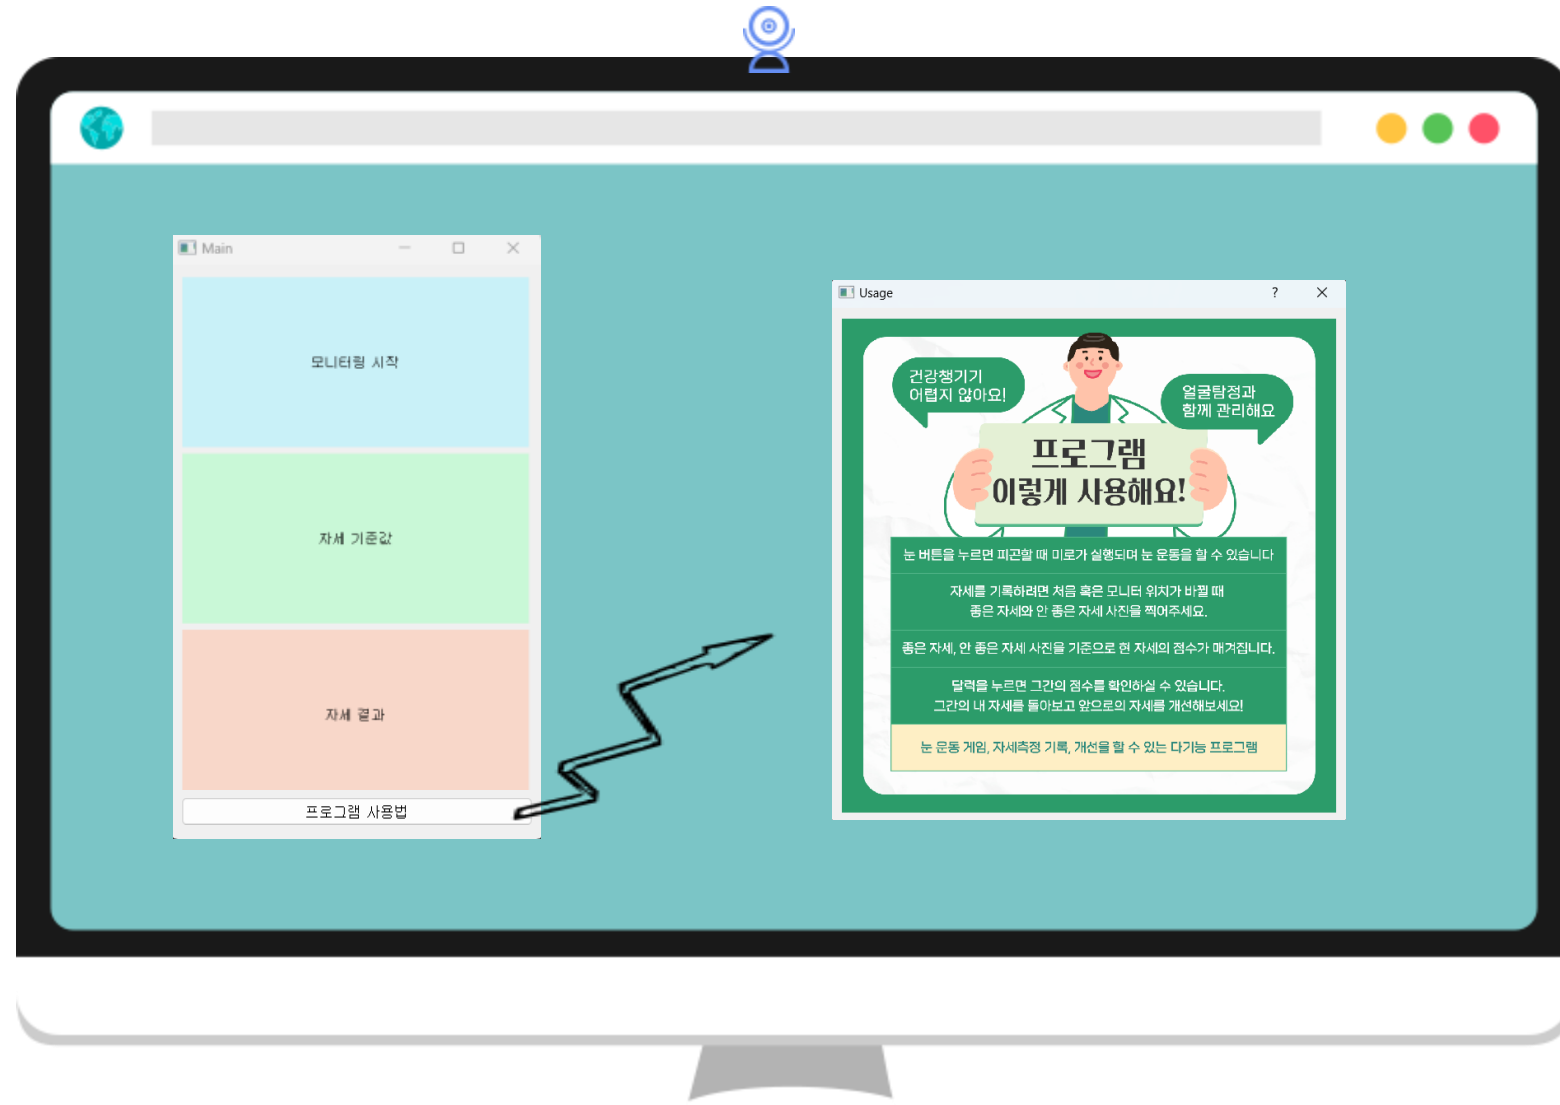 Main
모니터링 시작
자세 기준값
자세 결과
프로그램 사용법
Usage
?
건강챙기기
어렵지 않아요!
얼굴탐정과
함께 관리해요
프로그램
이렇게 사용해요!
눈 버튼을 누르면 피곤할 때 미로가 실행되며 눈 운동을 할 수 있습니다
자세를 기록하려면 처음 혹은 모니터 위치가 바뀔 때
좋은 자세와 안 좋은 자세 사진을 찍어주세요.
좋은 자세, 안 좋은 자세 사진을 기준으로 현 자세의 점수가 매겨집니다.
달력을 누르면 그간의 점수를 확인하실 수 있습니다.
그간의 내 자세를 돌아보고 앞으로의 자세를 개선해보세요!
눈 운동 게임, 자세측정 기록, 개선을 할 수 있는 다기능 프로그램